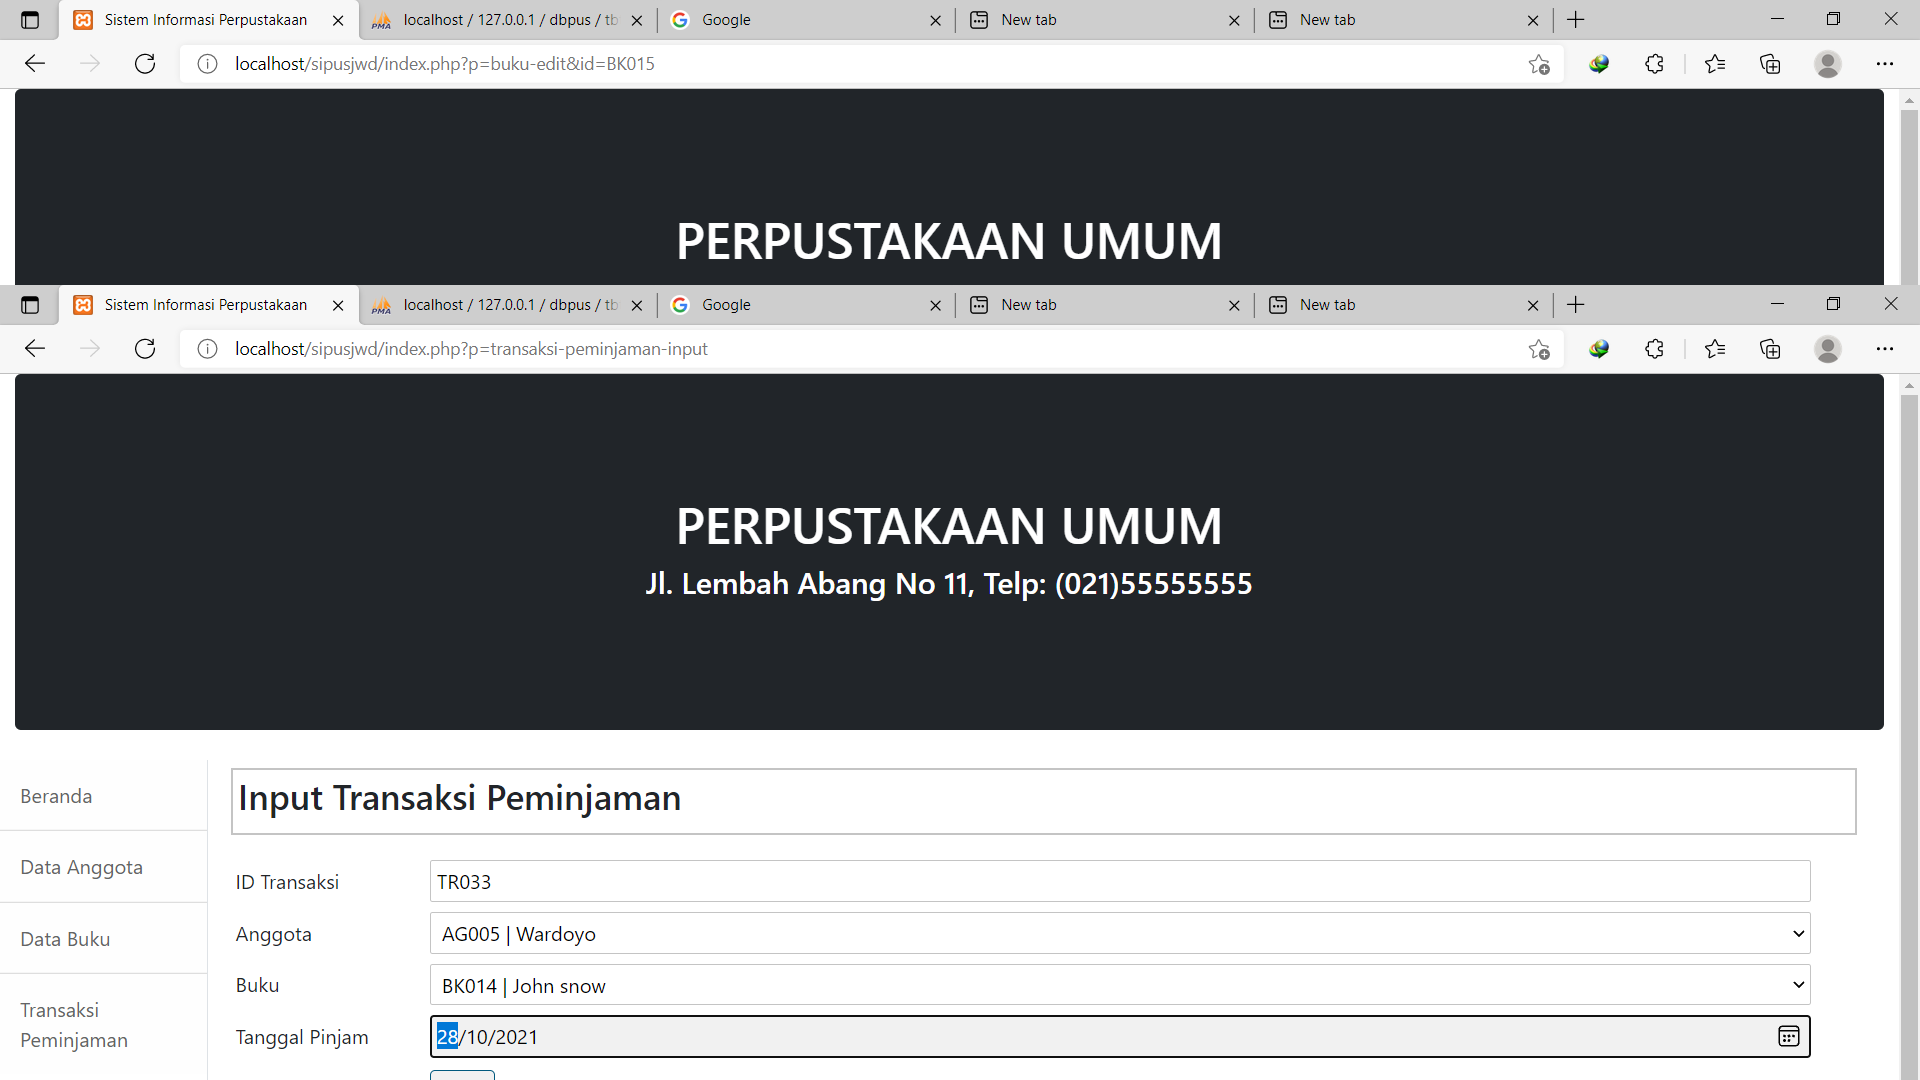 Sistem Informasi Perpustakaan
localhost / 127.0.0.1 / dbpus / tb
Google
New tab
New tab
localhost/sipusjwd/index.php?p=buku-edit&id=BK015
PERPUSTAKAAN UMUM
Sistem Informasi Perpustakaan
localhost / 127.0.0.1 / dbpus / tb
Google
New tab
New tab
localhost/sipusjwd/index.php?p=transaksi-peminjaman-input
PERPUSTAKAAN UMUM
Jl. Lembah Abang No 11, Telp: (021)55555555
Beranda
Data Anggota
Data Buku
Transaksi
Peminjaman
Input Transaksi Peminjaman
ID Transaksi
TR033
Anggota
AG005 | Wardoyo
Buku
BK014 | John snow
Tanggal Pinjam
28/10/2021